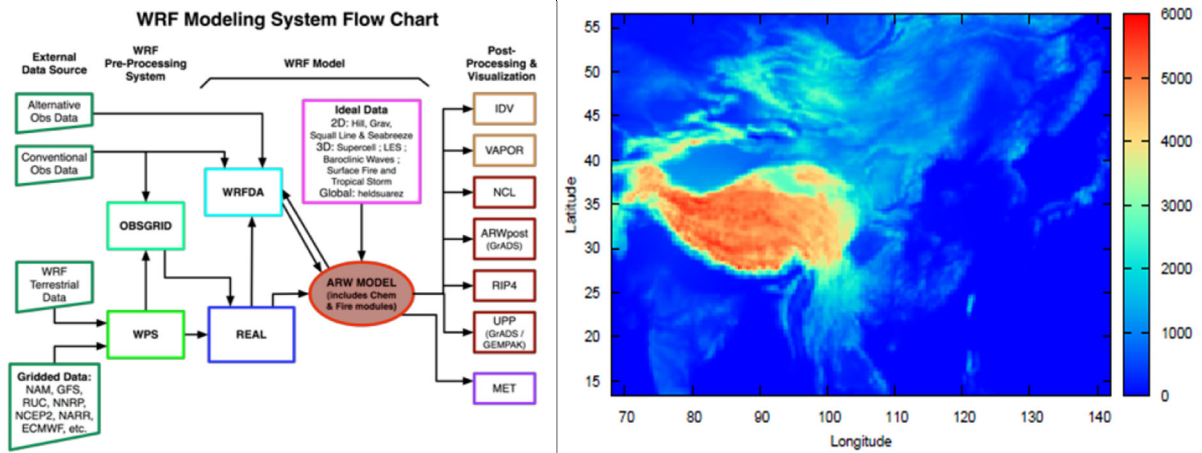 WRF Modeling System Flow Chart
External
Data Source
WRF
Pre-Processing
System
WRF Model
Post-
Processing &
Visualization
Alternative
Obs Data
Conventional
Obs Data
WRF
Terrestrial
Data
Gridded Data:
NAM, GFS,
RUC, NNRP,
NCEP2, NARR,
ECMWF, etc.
OBSGRID
WPS
WRFDA
REAL
Ideal Data
2D: Hill, Grav,
Squall Line & Seabreeze
3D: Supercell ; LES ;
Baroclinic Waves ;
Surface Fire and
Tropical Storm
Global: heldsuarez
ARW MODEL
(includes Chem
& Fire modules)
IDV
VAPOR
NCL
ARWpost
(GrADS)
RIP4
UPP
(GrADS /
GEMPAK)
MET
Latitude
55
50
45
40
35
30
25
20
15
70
80
90
100
110
120
130
140
Longitude
6000
5000
4000
3000
2000
1000
0